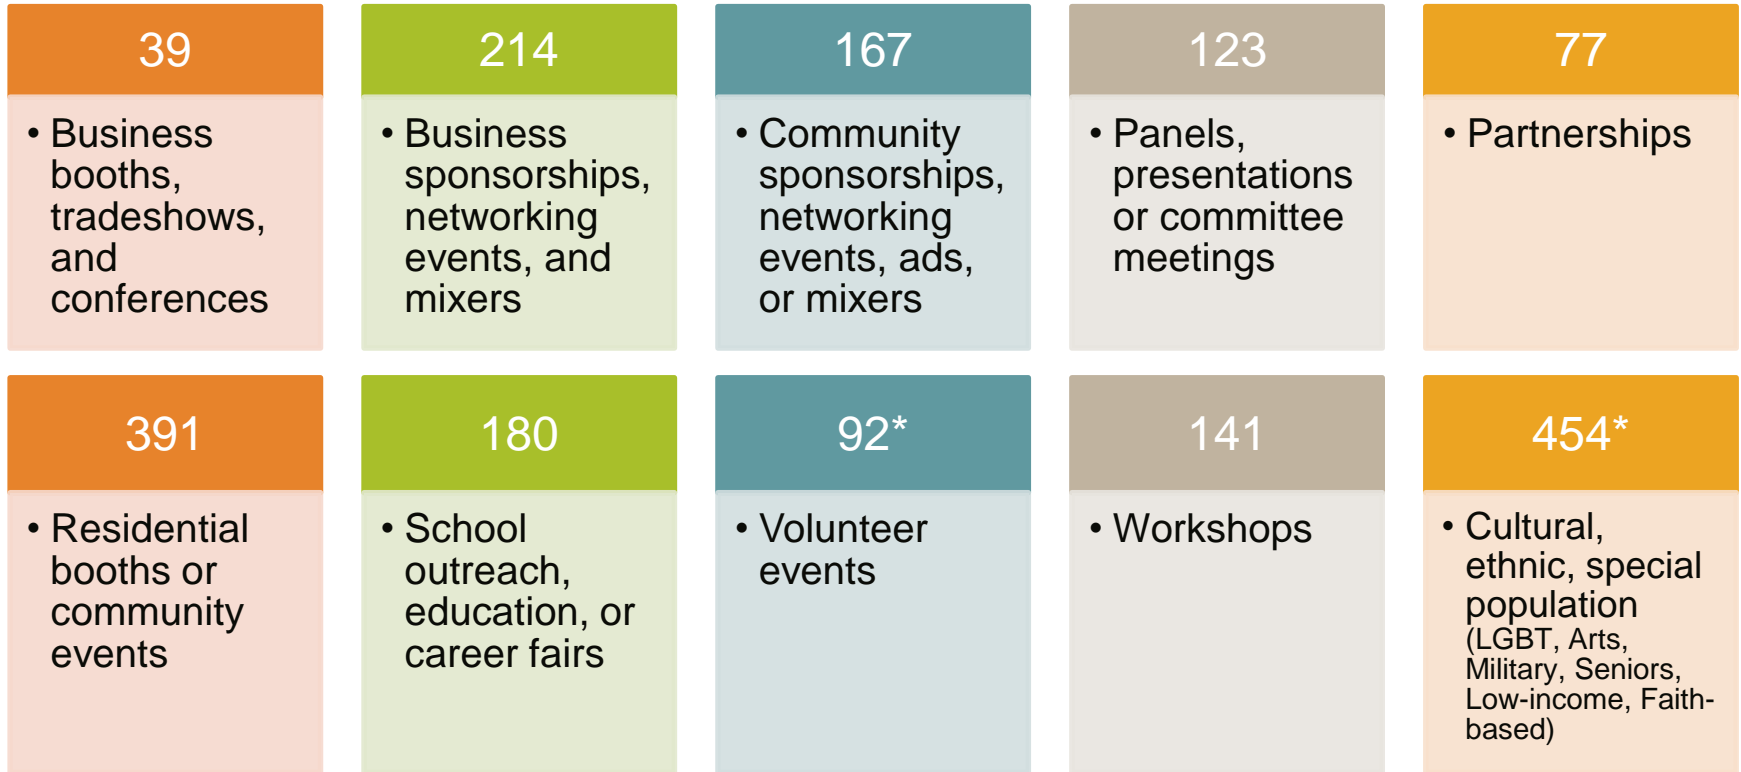 39
• Business
booths,
tradeshows,
and
conferences
214
• Business
sponsorships,
networking
events, and
mixers
167
• Community
sponsorships,
networking
events, ads,
or mixers
123
• Panels,
presentations
or committee
meetings
77
• Partnerships
391
• Residential
booths or
community
events
180
• School
outreach,
education, or
career fairs
92*
• Volunteer
events
141
• Workshops
454*
• Cultural,
ethnic, special
population
(LGBT, Arts,
Military, Seniors,
Low-income, Faith-
based)